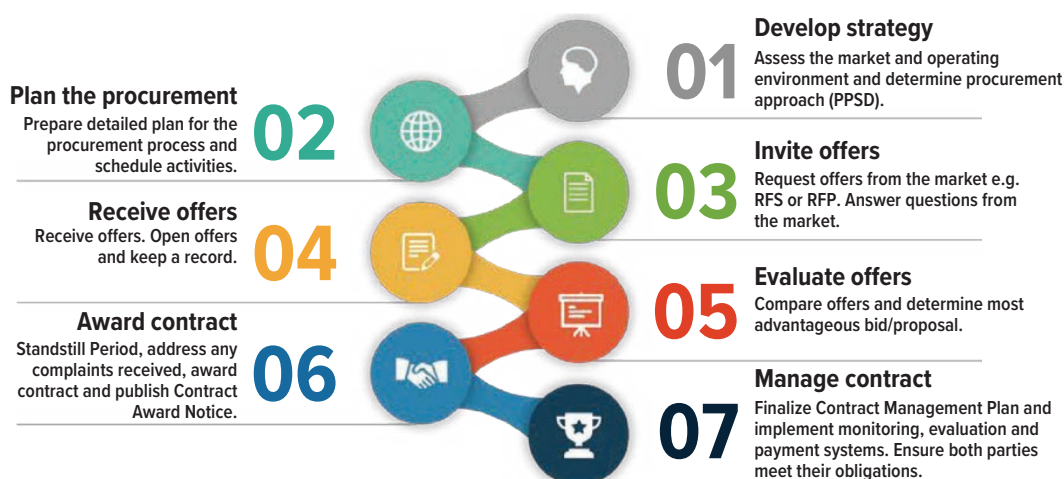 01
Develop strategy
Assess the market and operating
environment and determine procurement
approach (PPSD).
02
Plan the procurement
Prepare detailed plan for the
procurement process and
schedule activities.
03
Invite offers
Request offers from the market e.g.
RFS or RFP. Answer questions from
the market.
04
Receive offers
Receive offers. Open offers
and keep a record.
05
Evaluate offers
Compare offers and determine most
advantageous bid/proposal.
06
Award contract
Standstill Period, address any
complaints received, award
contract and publish Contract
Award Notice.
07
Manage contract
Finalize Contract Management Plan and
implement monitoring, evaluation and
payment systems. Ensure both parties
meet their obligations.